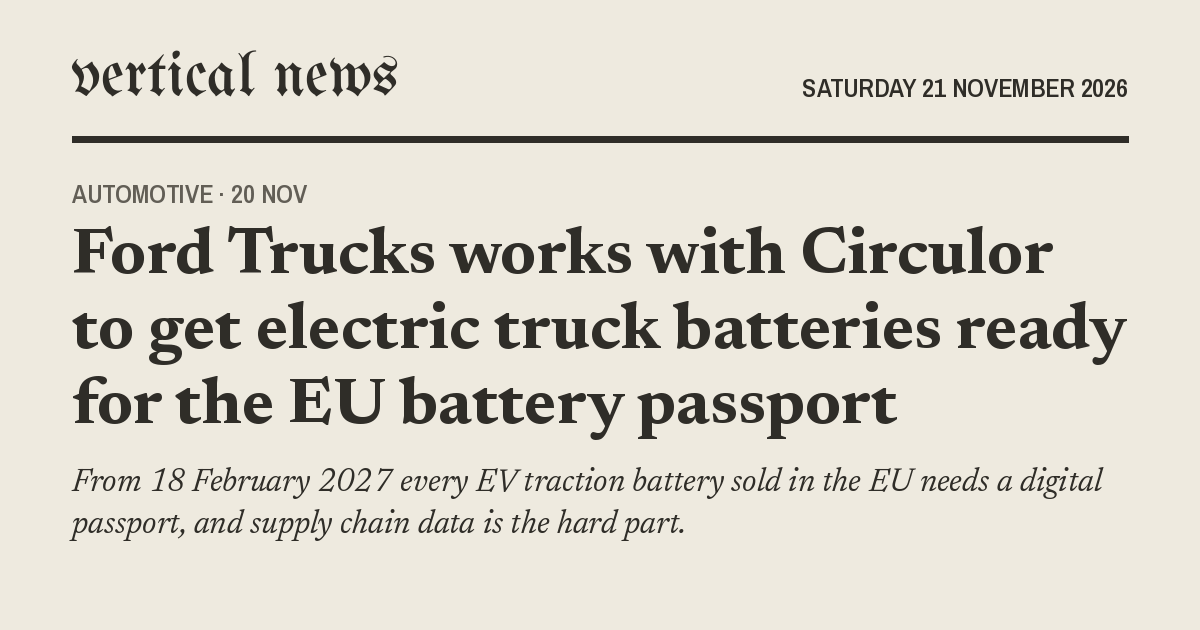 vertical news
SATURDAY 21 NOVEMBER 2026
AUTOMOTIVE · 20 NOV
Ford Trucks works with Circulor
to get electric truck batteries ready
for the EU battery passport
From 18 February 2027 every EV traction battery sold in the EU needs a digital
passport, and supply chain data is the hard part.